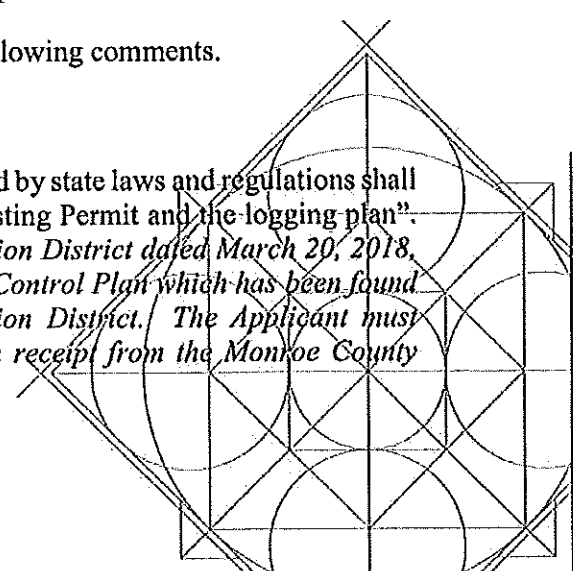 lowing comments.
d by state laws and regulations shall
sting Permit and the logging plan".
ion District dated March 20, 2018,
Control Plan which has been found
ion District. The Applicant must
receipt from the Monroe County